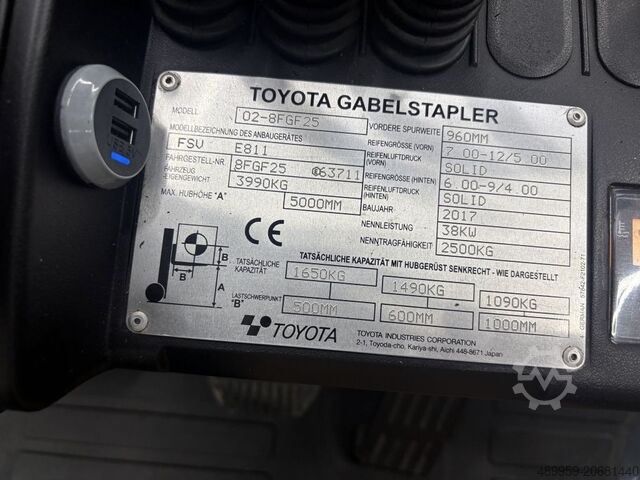 TOYOTA GABELSTAPLER
MODELL 02-8FGF25
MODELLBEZEICHNUNG DES ANBAUGERÄTES
FSV E811
FAHRGESTELL-NR. 8FGF25 63711
FAHRZEUG EIGENGEWICHT 3990KG
MAX. HUBHÖHE "A" 5000MM
VORDERE SPURWEITE 960MM
REIFENGRÖSSE (VORN) 7.00-12/5.00
REIFENLUFTDRUCK (VORN) SOLID
REIFENGRÖSSE (HINTEN) 6.00-9/4.00
REIFENLUFTDRUCK (HINTEN) SOLID
BAUJAHR 2017
NENNLEISTUNG 38KW
NENNTRAGFÄHIGKEIT 2500KG
CE
TATSÄCHLICHE KAPAZITÄT MIT HUBGERÜST SENKRECHT - WIE DARGESTELLT
TATSÄCHLICHE KAPAZITÄT 1650KG 1490KG 1090KG
LASTSCHWERPUNKT "B" 500MM 600MM 1000MM
B
B
A
TOYOTA
TOYOTA INDUSTRIES CORPORATION
2-1, Toyoda-cho, Kariya-shi, Aichi 448-8671 Japan
GERMAN 57642-F2102-71
489959-20681440